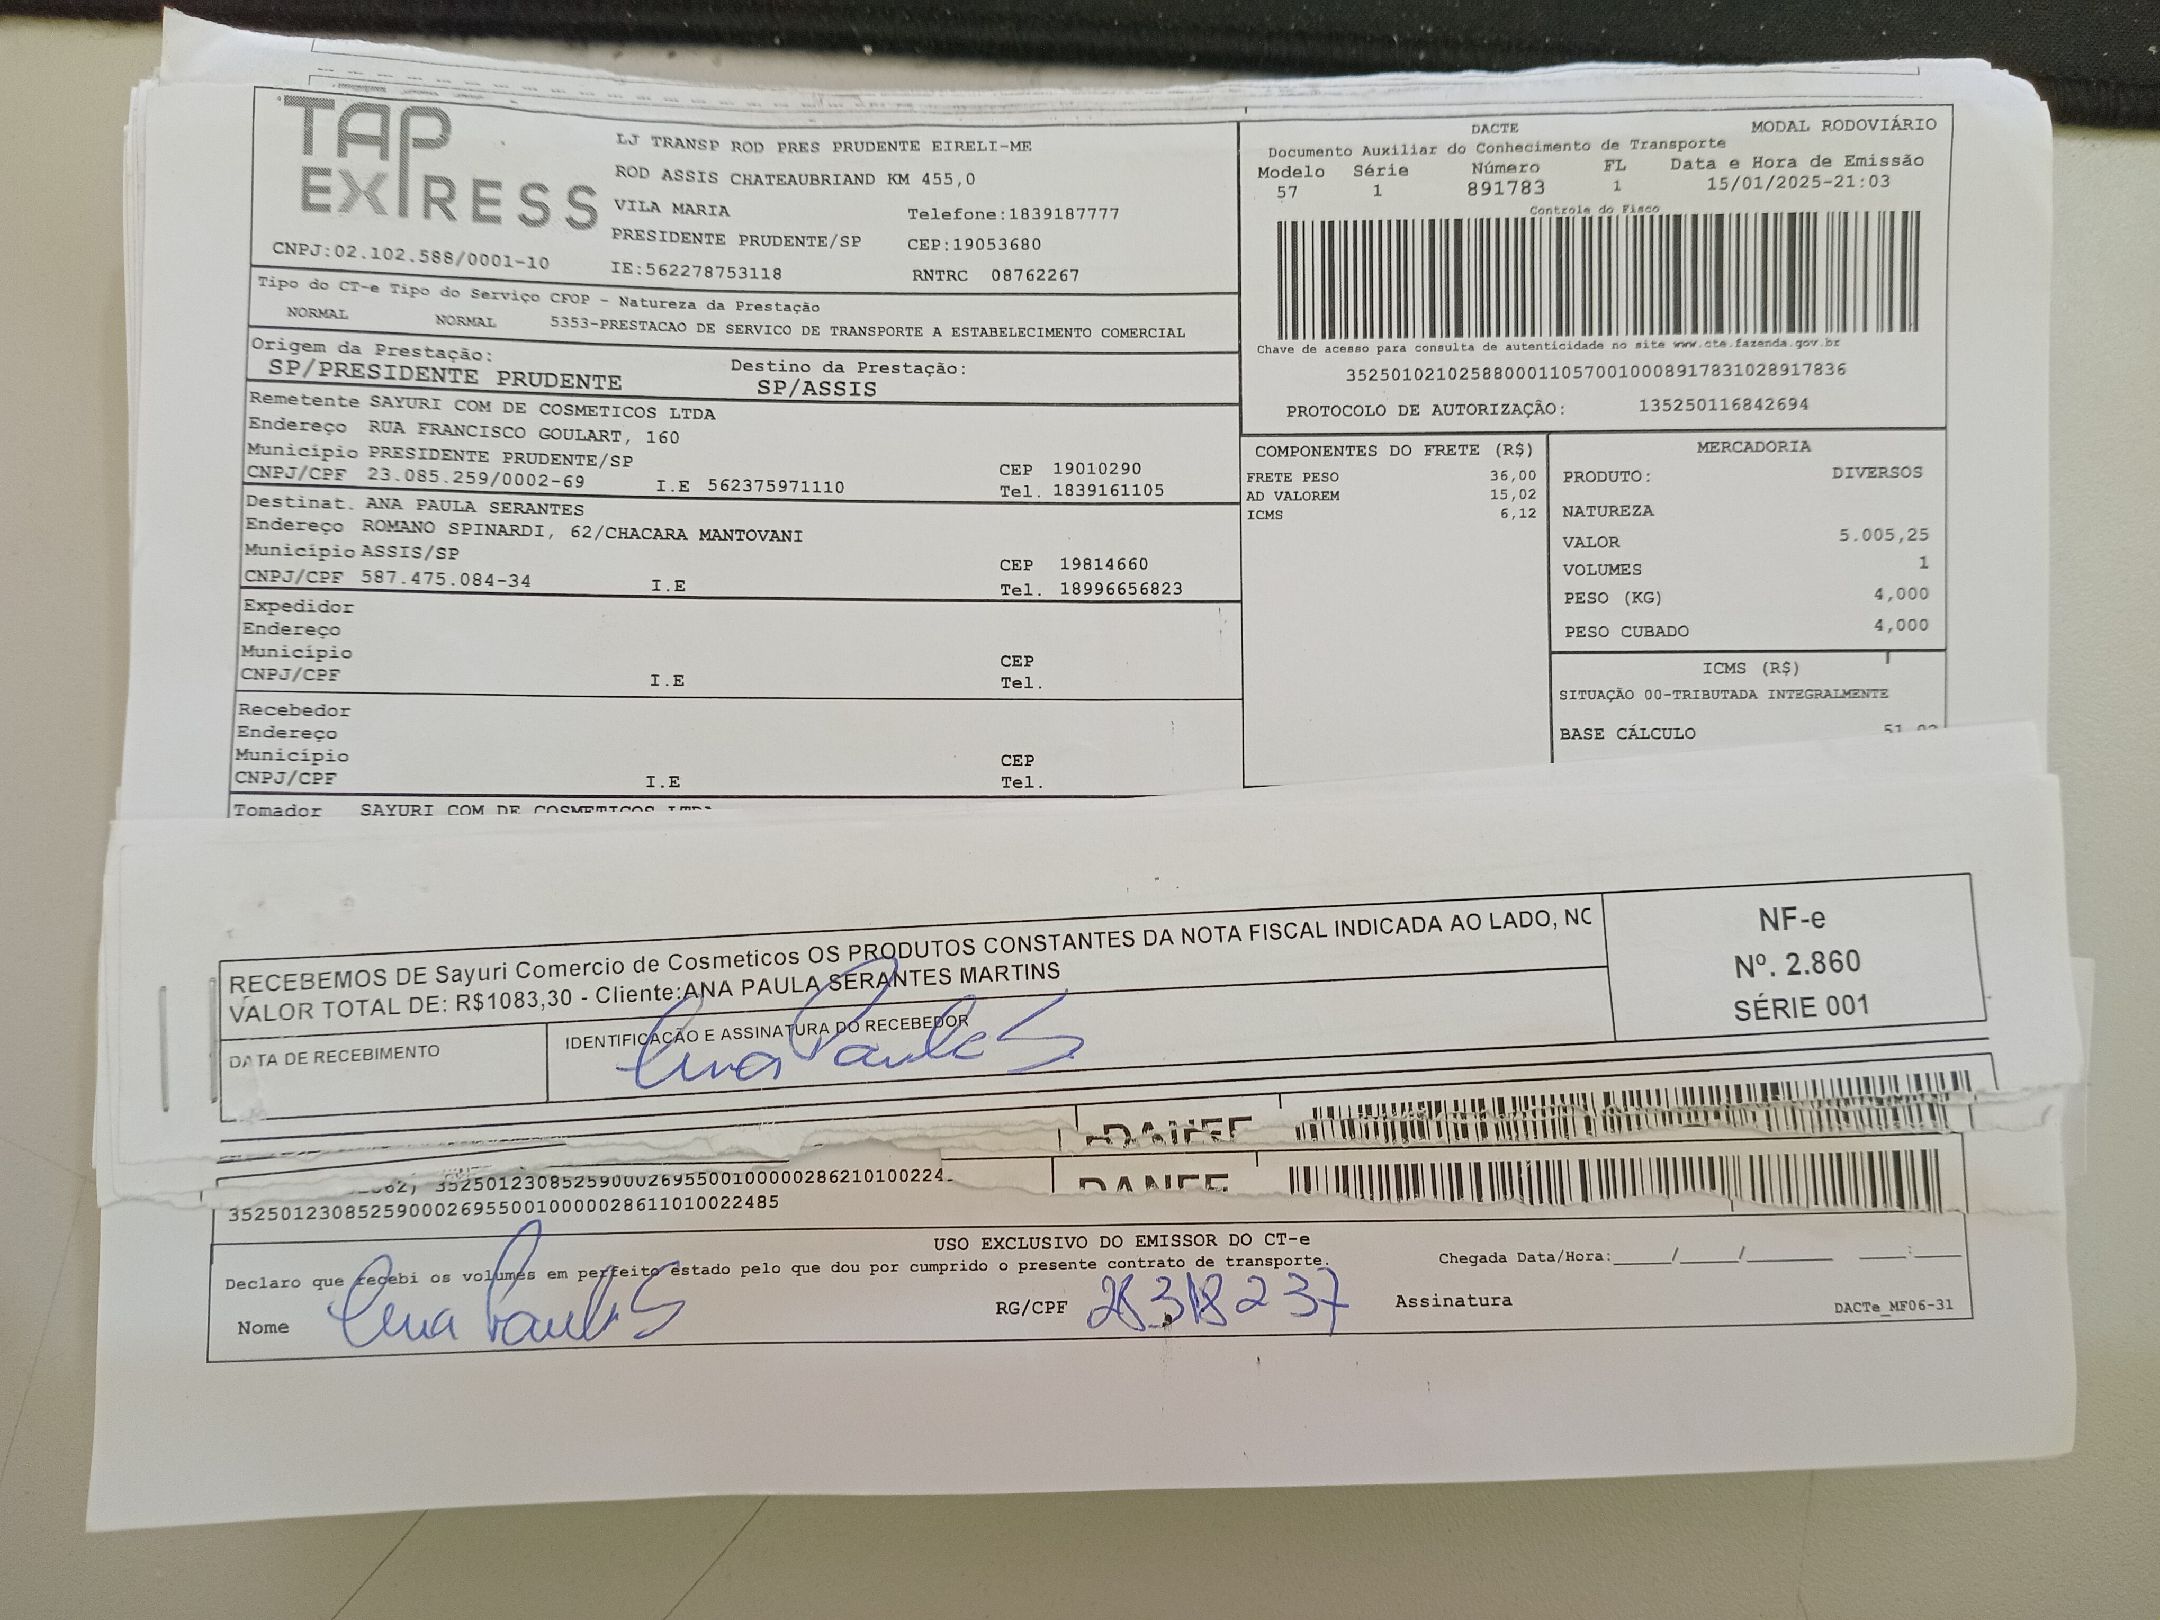 TAP
EXPRESS
LJ TRANSP ROD PRES PRUDENTE EIRELI-ME
ROD ASSIS CHATEAUBRIAND KM 455,0
VILA MARIA Telefone:1839187777
PRESIDENTE PRUDENTE/SP CEP:19053680
CNPJ:02.102.588/0001-10 IE:562278753118 RNTRC 08762267
DACTE MODAL RODOVIÁRIO
Documento Auxiliar do Conhecimento de Transporte
Modelo Série Número FL Data e Hora de Emissão
57 1 891783 1 15/01/2025-21:03
Controle do Fisco
Chave de acesso para consulta de autenticidade no site www.cte.fazenda.gov.br
35250102102588000110570010008917831028917836
PROTOCOLO DE AUTORIZAÇÃO: 135250116842694
Tipo do CT-e Tipo do Serviço CFOP - Natureza da Prestação
NORMAL NORMAL 5353-PRESTACAO DE SERVICO DE TRANSPORTE A ESTABELECIMENTO COMERCIAL
Origem da Prestação: Destino da Prestação:
SP/PRESIDENTE PRUDENTE SP/ASSIS
Remetente SAYURI COM DE COSMETICOS LTDA
Endereço RUA FRANCISCO GOULART, 160
Município PRESIDENTE PRUDENTE/SP CEP 19010290
CNPJ/CPF 23.085.259/0002-69 I.E 562375971110 Tel. 1839161105
Destinat. ANA PAULA SERANTES
Endereço ROMANO SPINARDI, 62/CHACARA MANTOVANI
Município ASSIS/SP CEP 19814660
CNPJ/CPF 587.475.084-34 I.E Tel. 18996656823
Expedidor
Endereço
Município CEP
CNPJ/CPF I.E Tel.
Recebedor
Endereço
Município CEP
CNPJ/CPF I.E Tel.
Tomador SAYURI COM DE COSMETICOS LTDA
COMPONENTES DO FRETE (R$)
FRETE PESO 36,00
AD VALOREM 15,02
ICMS 6,12
MERCADORIA
PRODUTO: DIVERSOS
NATUREZA
VALOR 5.005,25
VOLUMES 1
PESO (KG) 4,000
PESO CUBADO 4,000
ICMS (R$)
SITUAÇÃO 00-TRIBUTADA INTEGRALMENTE
BASE CÁLCULO 51,02
RECEBEMOS DE Sayuri Comercio de Cosmeticos OS PRODUTOS CONSTANTES DA NOTA FISCAL INDICADA AO LADO, NO
VALOR TOTAL DE: R$1083,30 - Cliente:ANA PAULA SERANTES MARTINS
DATA DE RECEBIMENTO IDENTIFICAÇÃO E ASSINATURA DO RECEBEDOR
Ana Paula S
NF-e
Nº. 2.860
SÉRIE 001
DANFE
DANFE
35250123085259000269550010000028611010022485
USO EXCLUSIVO DO EMISSOR DO CT-e
Declaro que recebi os volumes em perfeito estado pelo que dou por cumprido o presente contrato de transporte. Chegada Data/Hora:____/____/______ ____:____
Nome Ana Paula S RG/CPF 28318237 Assinatura DACTe_MF06-31